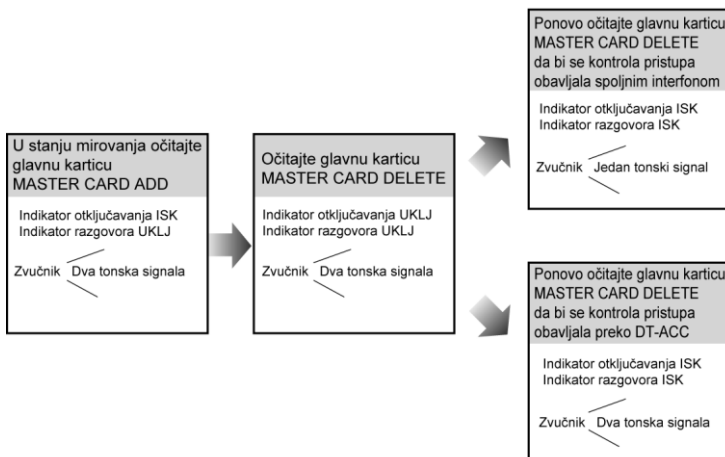 U stanju mirovanja očitajte
glavnu karticu
MASTER CARD ADD
Indikator otključavanja ISK
Indikator razgovora UKLJ
Zvučnik Dva tonska signala
Očitajte glavnu karticu
MASTER CARD DELETE
Indikator otključavanja UKLJ
Indikator razgovora UKLJ
Zvučnik Dva tonska signala
Ponovo očitajte glavnu karticu
MASTER CARD DELETE
da bi se kontrola pristupa
obavljala spoljnim interfonom
Indikator otključavanja ISK
Indikator razgovora ISK
Zvučnik Jedan tonski signal
Ponovo očitajte glavnu karticu
MASTER CARD DELETE
da bi se kontrola pristupa
obavljala preko DT-ACC
Indikator otključavanja ISK
Indikator razgovora ISK
Zvučnik Dva tonska signala